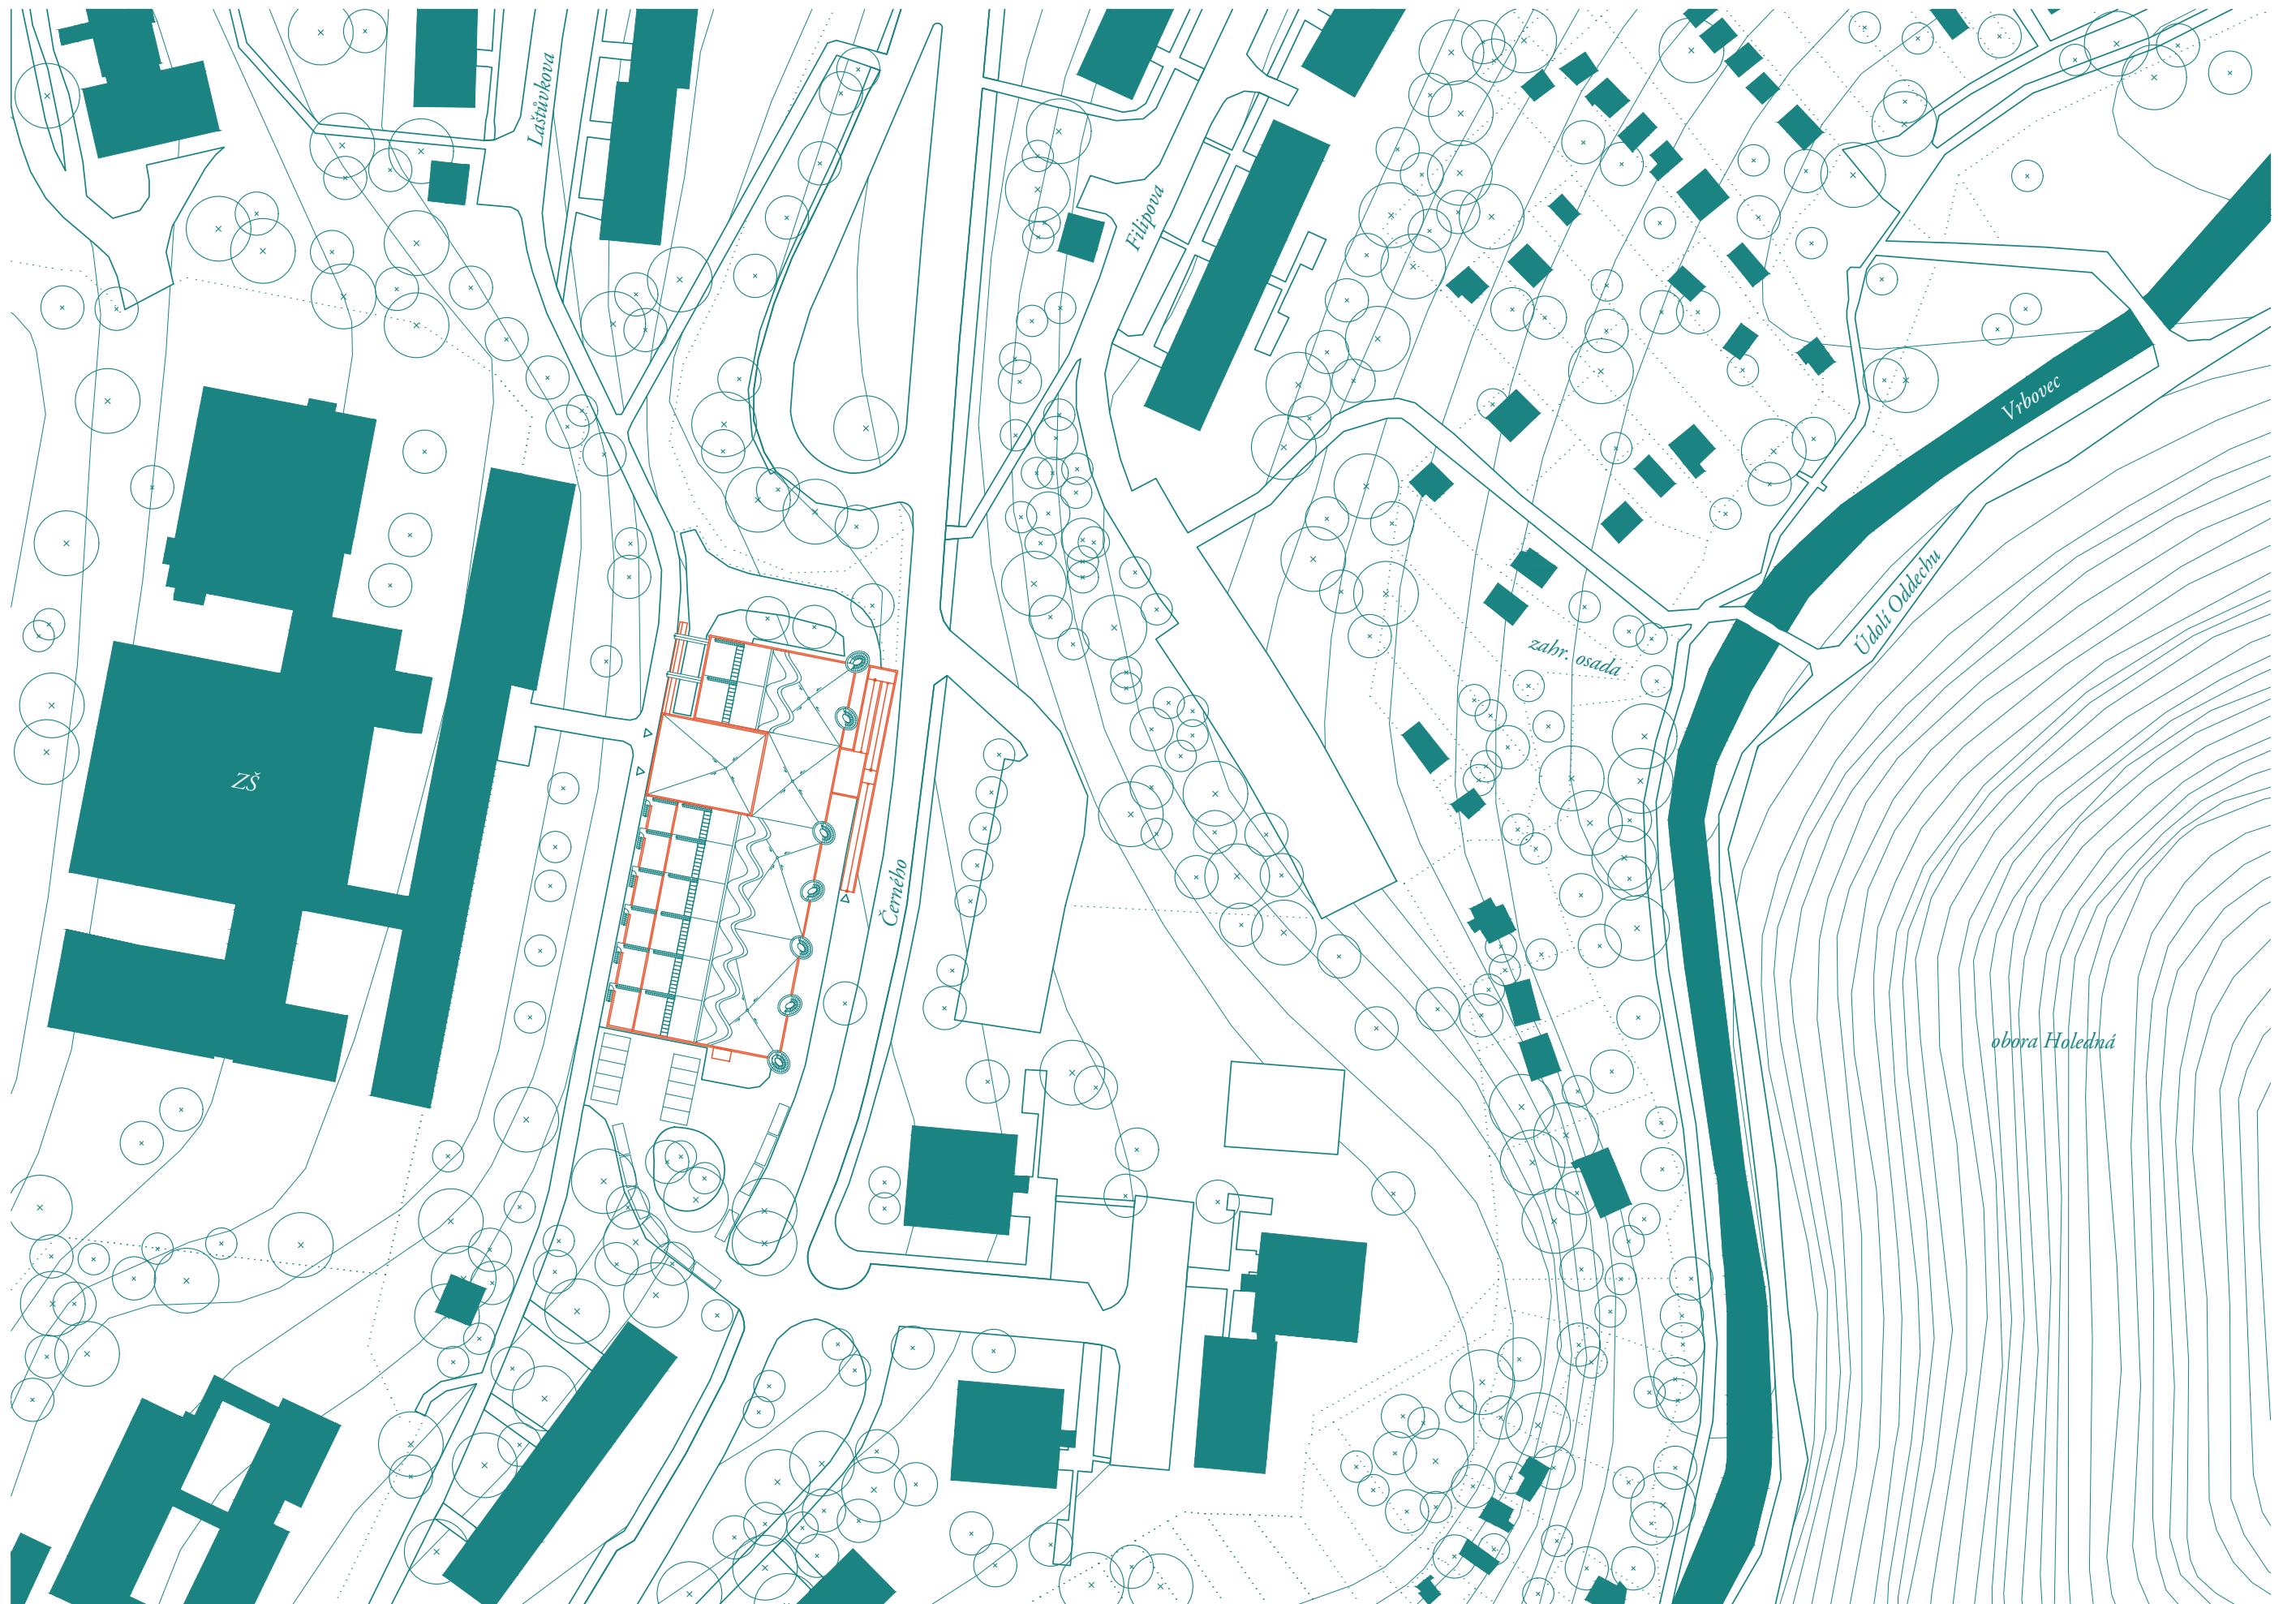 Laštůvkova
Filipova
Vrbovec
Údolí Oddechu
zahr. osada
ZŠ
Černého
obora Holedná